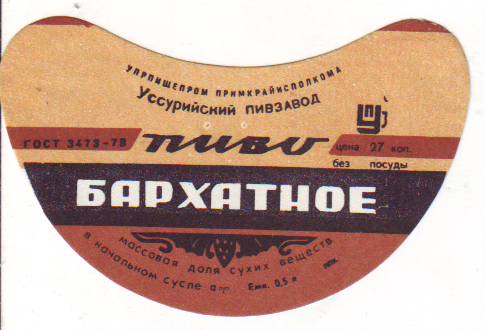 УПРПИЩЕПРОМ ПРИМКРАЙИСПОЛКОМА
УССУРИЙСКИЙ ПИВЗАВОД
ГОСТ 3473-78
пиво
цена 27 коп.
без посуды
БАРХАТНОЕ
массовая доля сухих веществ
в начальном сусле
Емк. 0,5 л